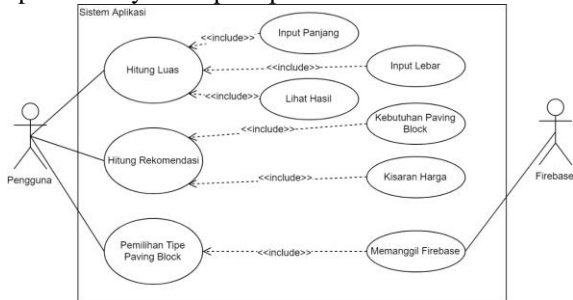 Sistem Aplikasi
<<include>>
Input Panjang
Hitung Luas
<<include>>
Input Lebar
<<include>>
Lihat Hasil
<<include>>
Kebutuhan Paving
Block
Hitung Rekomendasi
Pengguna
<<include>>
Kisaran Harga
Firebase
Pemilihan Tipe
Paving Block
<<include>>
Memanggil Firebase